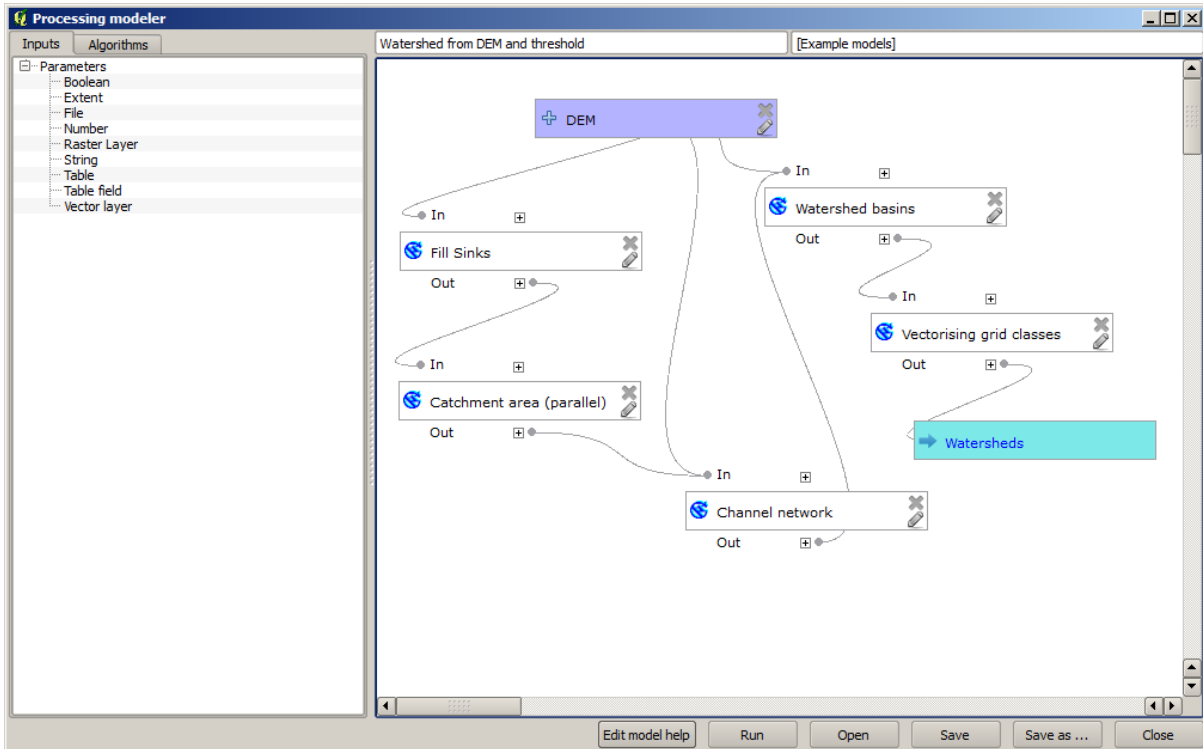 Processing modeler
Inputs
Algorithms
Watershed from DEM and threshold
[Example models]
Parameters
Boolean
Extent
File
Number
Raster Layer
String
Table
Table field
Vector layer
DEM
In
Watershed basins
Out
In
Fill Sinks
Out
In
Vectorising grid classes
Out
In
Catchment area (parallel)
Out
Watersheds
In
Channel network
Out
Edit model help
Run
Open
Save
Save as ...
Close